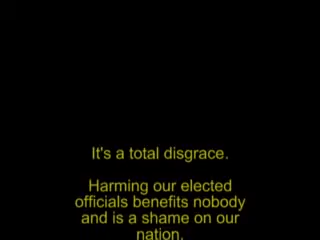 It's a total disgrace.
Harming our elected
officials benefits nobody
and is a shame on our
nation.